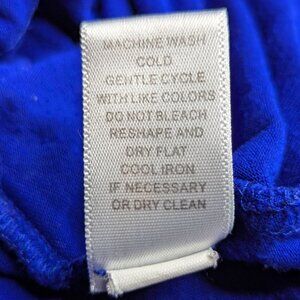 MACHINE WASH
COLD
GENTLE CYCLE
WITH LIKE COLORS
DO NOT BLEACH
RESHAPE AND
DRY FLAT
COOL IRON
IF NECESSARY
OR DRY CLEAN